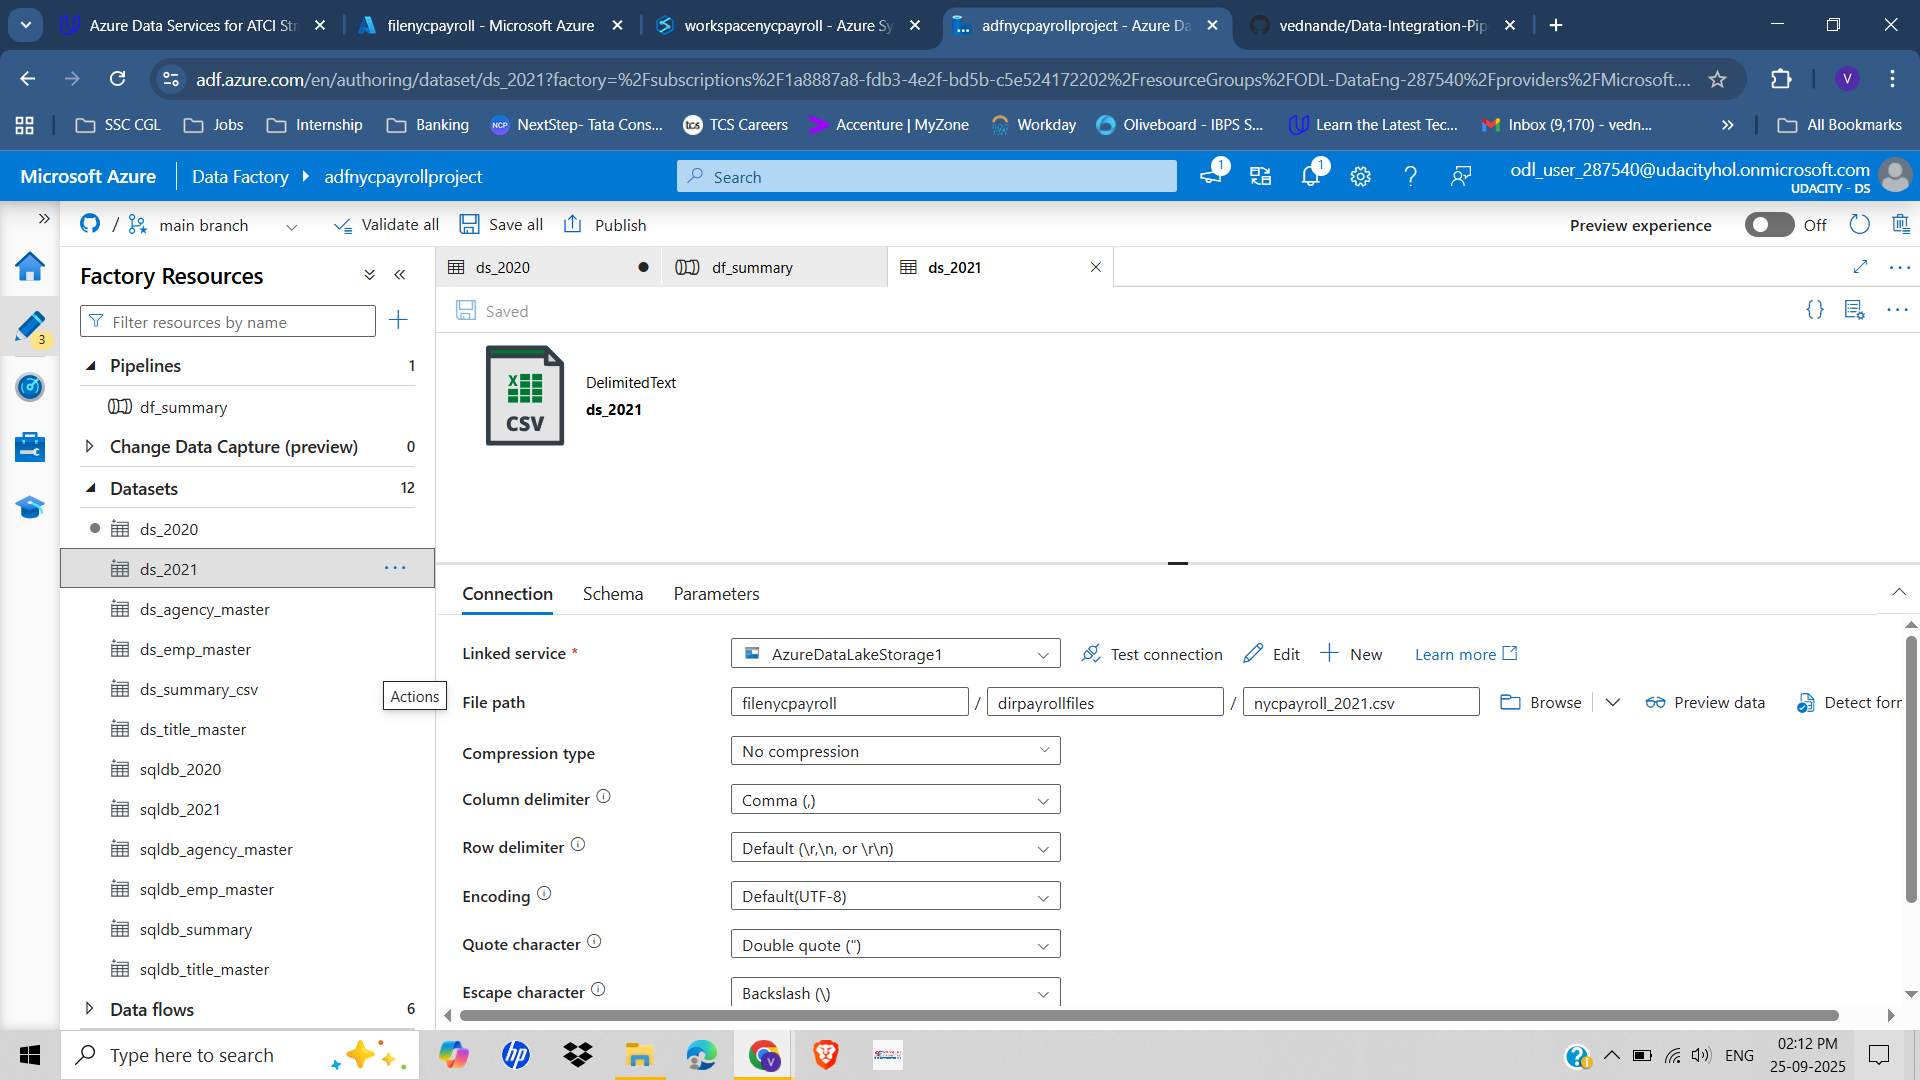 Azure Data Services for ATCI Str
filenycpayroll - Microsoft Azure
workspacenycpayroll - Azure Sy
adfnycpayrollproject - Azure Da
vednande/Data-Integration-Pip
adf.azure.com/en/authoring/dataset/ds_2021?factory=%2Fsubscriptions%2F1a8887a8-fdb3-4e2f-bd5b-c5e524172202%2FresourceGroups%2FODL-DataEng-287540%2Fproviders%2FMicrosoft....
V
SSC CGL
Jobs
Internship
Banking
NextStep- Tata Cons...
TCS Careers
Accenture | MyZone
Workday
Oliveboard - IBPS S...
Learn the Latest Tec...
Inbox (9,170) - vedn...
All Bookmarks
Microsoft Azure
Data Factory
adfnycpayrollproject
Search
1
1
odl_user_287540@udacityhol.onmicrosoft.com
UDACITY - DS
/ main branch
Validate all
Save all
Publish
Preview experience
Off
Factory Resources
Filter resources by name
3
Pipelines 1
df_summary
Change Data Capture (preview) 0
Datasets 12
ds_2020
ds_2021
ds_agency_master
ds_emp_master
ds_summary_csv
Actions
ds_title_master
sqldb_2020
sqldb_2021
sqldb_agency_master
sqldb_emp_master
sqldb_summary
sqldb_title_master
Data flows 6
ds_2020
df_summary
ds_2021
Saved
X
CSV
DelimitedText
ds_2021
Connection
Schema
Parameters
Linked service *
AzureDataLakeStorage1
Test connection
Edit
New
Learn more
File path
filenycpayroll / dirpayrollfiles / nycpayroll_2021.csv
Browse
Preview data
Detect forr
Compression type
No compression
Column delimiter
Comma (,)
Row delimiter
Default (\r,\n, or \r\n)
Encoding
Default(UTF-8)
Quote character
Double quote (")
Escape character
Backslash (\)
Type here to search
ENG
02:12 PM
25-09-2025